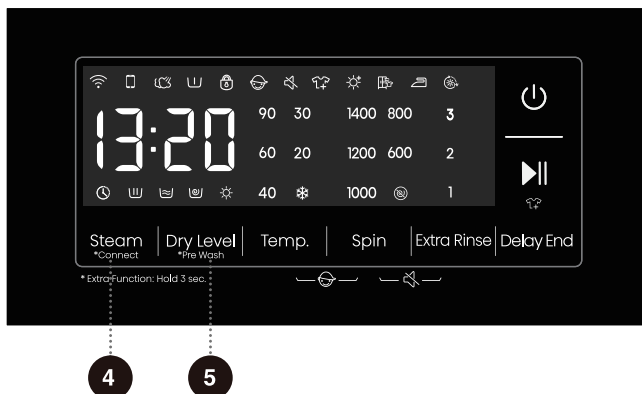 13:20
90 30 1400 800 3
60 20 1200 600 2
40 1000 1
Steam Dry Level Temp. Spin Extra Rinse Delay End
*Connect *Pre Wash
* Extra Function: Hold 3 sec.
4 5